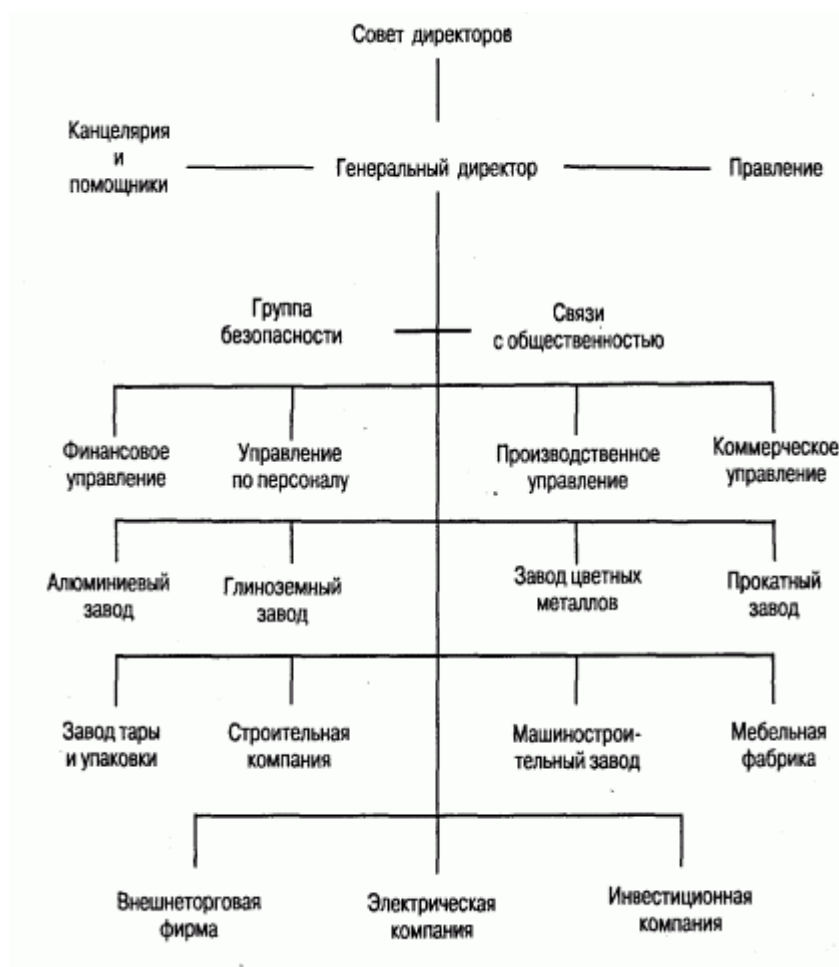 Совет директоров
Канцелярия
и
помощники
Генеральный директор
Правление
Группа
безопасности
Связи
с общественностью
Финансовое
управление
Управление
по персоналу
Производственное
управление
Коммерческое
управление
Алюминиевый
завод
Глиноземный
завод
Завод цветных
металлов
Прокатный
завод
Завод тары
и упаковки
Строительная
компания
Машинострои-
тельный завод
Мебельная
фабрика
Внешнеторговая
фирма
Электрическая
компания
Инвестиционная
компания